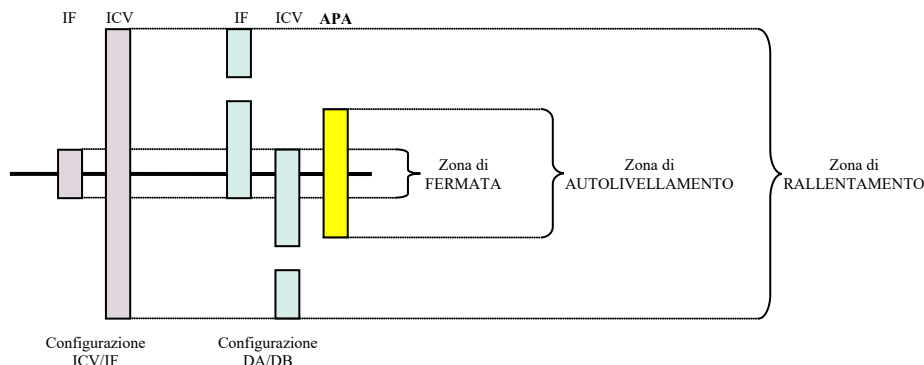 IF ICV IF ICV APA
Zona di
FERMATA
Zona di
AUTOLIVELLAMENTO
Zona di
RALLENTAMENTO
Configurazione
ICV/IF
Configurazione
DA/DB